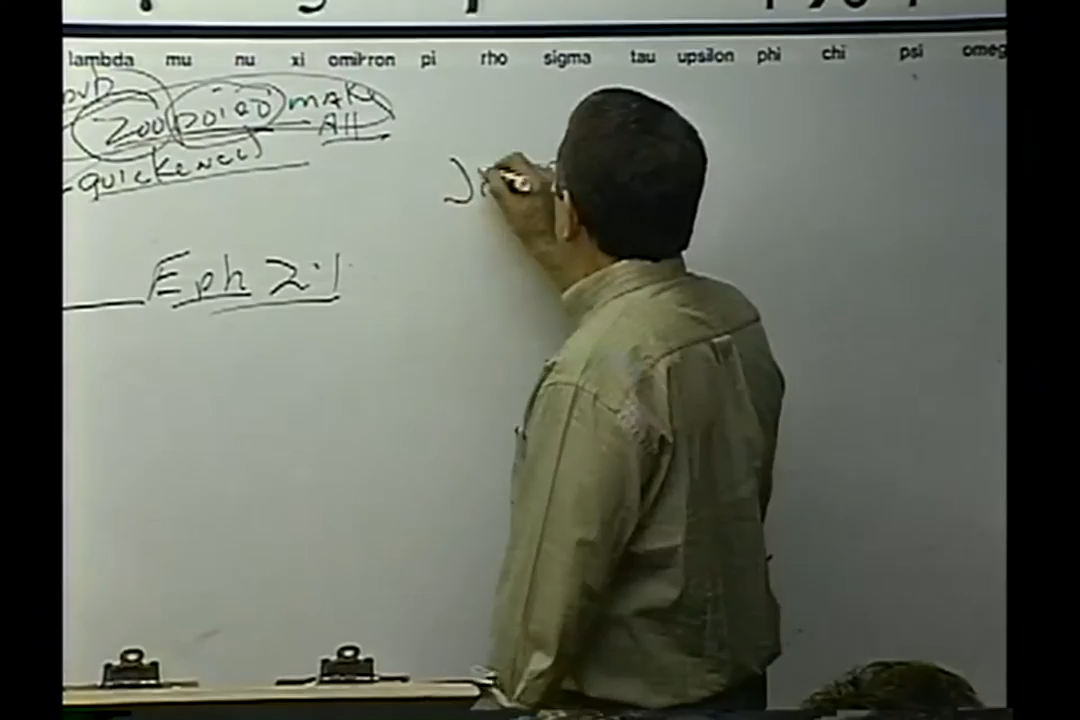 lambda mu nu xi omikron pi rho sigma tau upsilon phi chi psi omeg
zoo poieo make
All
quickened
Eph 2:1
J